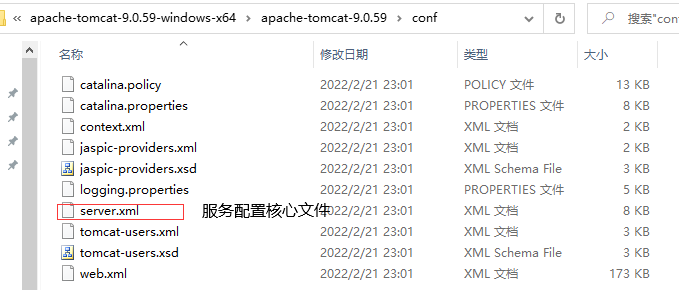 « apache-tomcat-9.0.59-windows-x64 > apache-tomcat-9.0.59 > conf
搜索"con
名称 修改日期 类型 大小
catalina.policy 2022/2/21 23:01 POLICY 文件 13 KB
catalina.properties 2022/2/21 23:01 PROPERTIES 文件 8 KB
context.xml 2022/2/21 23:01 XML 文档 2 KB
jaspic-providers.xml 2022/2/21 23:01 XML 文档 2 KB
jaspic-providers.xsd 2022/2/21 23:01 XML Schema File 3 KB
logging.properties 2022/2/21 23:01 PROPERTIES 文件 5 KB
server.xml 服务配置核心文件 2022/2/21 23:01 XML 文档 8 KB
tomcat-users.xml 2022/2/21 23:01 XML 文档 3 KB
tomcat-users.xsd 2022/2/21 23:01 XML Schema File 3 KB
web.xml 2022/2/21 23:01 XML 文档 173 KB